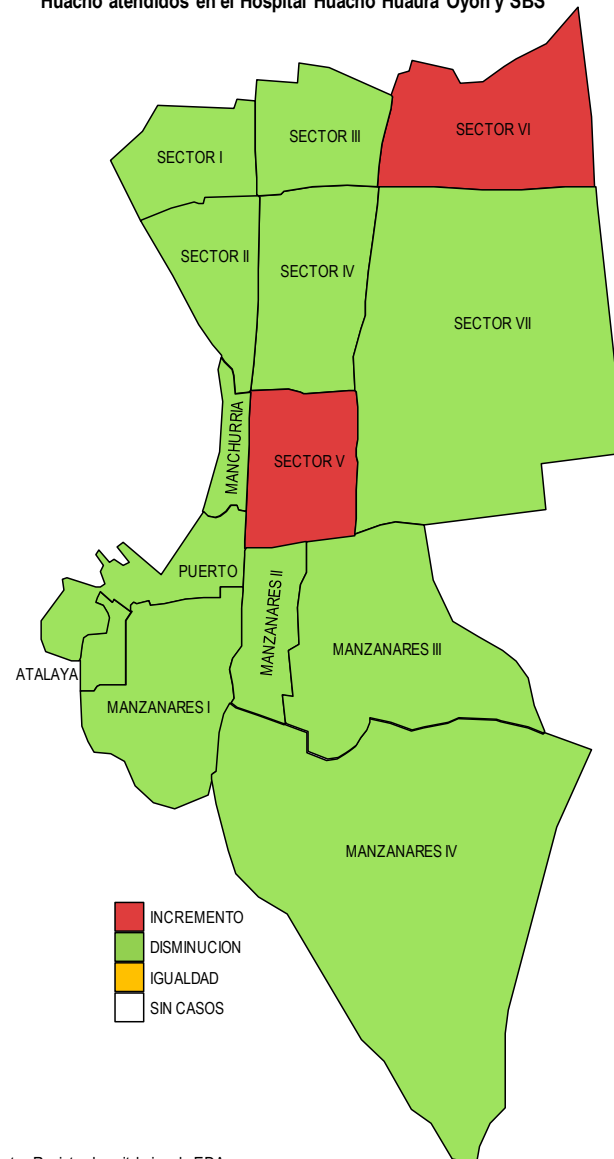 Huacho atendidos en el Hospital Huacho Huaura Oyon y SBS
SECTOR VI
SECTOR III
SECTOR I
SECTOR II
SECTOR IV
SECTOR VII
MANCHURRIA
SECTOR V
PUERTO
MANZANARES II
MANZANARES III
ATALAYA
MANZANARES I
MANZANARES IV
INCREMENTO
DISMINUCION
IGUALDAD
SIN CASOS